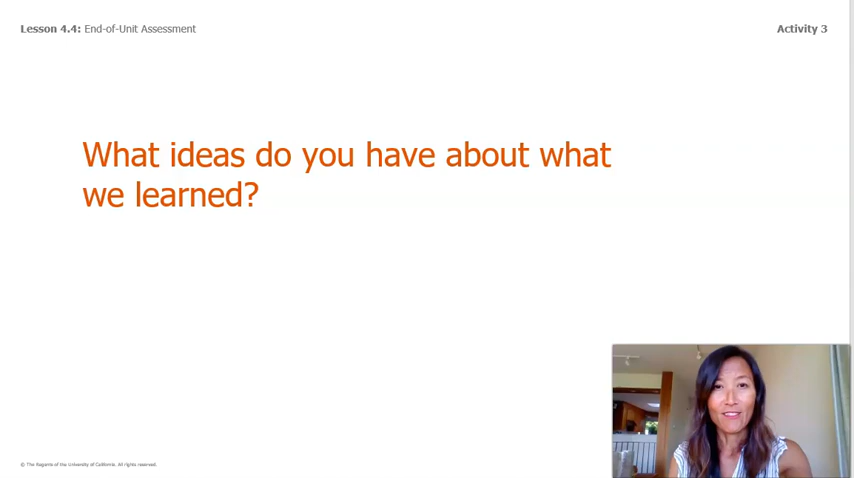 Lesson 4.4: End-of-Unit Assessment
Activity 3
What ideas do you have about what
we learned?
© The Regents of the University of California. All rights reserved.